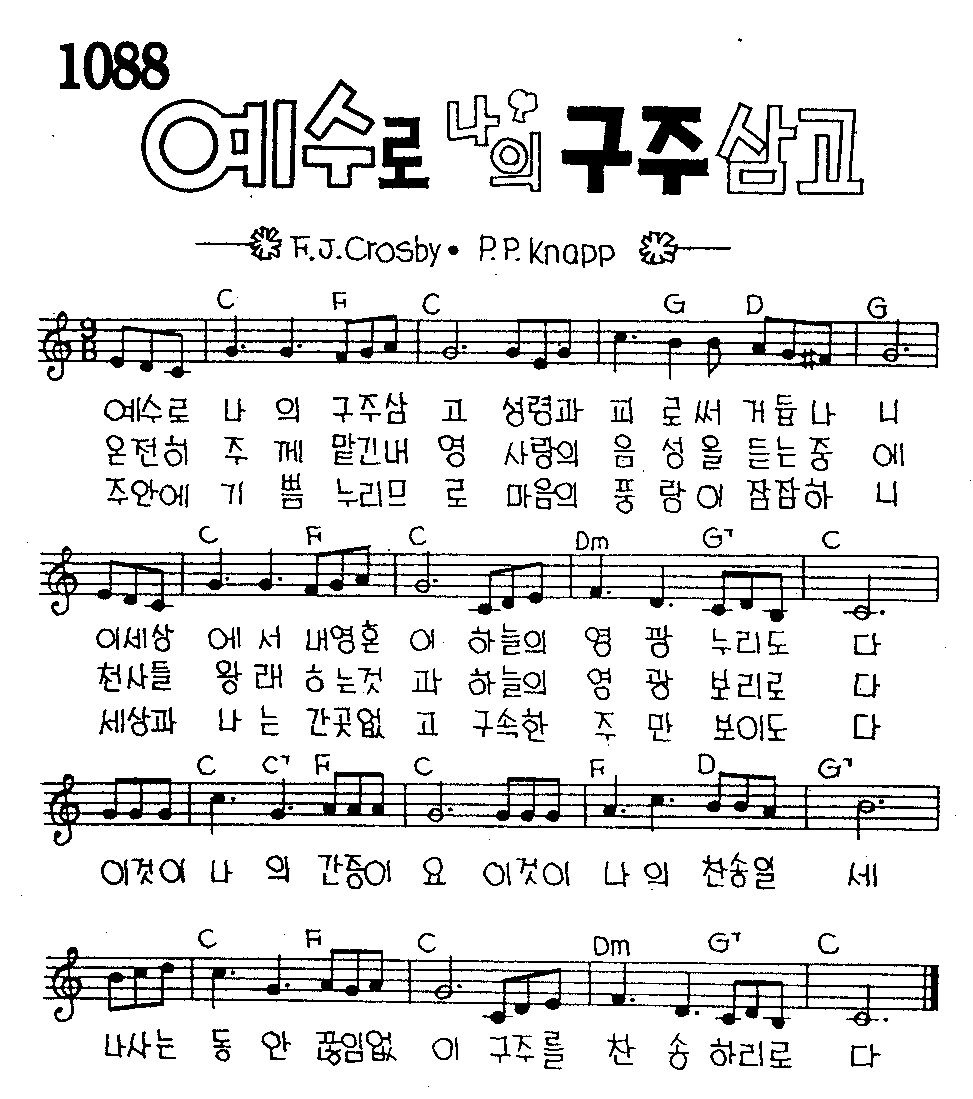 1088
예수로 나의 구주삼고
F.J.Crosby • P.P.Knapp
C F C G D G
9
8
예수로 나 의 구주삼 고 성령과 피 로써 거듭나 니
온전히 주 께 맡긴내 영 사랑의 음 성을 듣는중 에
주안에 기 쁨 누리므 로 마음의 풍 랑이 잠잠하 니
C F C Dm G7 C
이세상 에서 내영혼 이 하늘의 영 광 누리도 다
천사들 왕래 하는것 과 하늘의 영 광 보리로 다
세상과 나는 간곳없 고 구속한 주 만 보이도 다
C C7 F C F D G7
이것이 나 의 간증이 요 이것이 나의 찬송일 세
C F C Dm G7 C
나사는 동 안 끊임없 이 구주를 찬 송 하리로 다